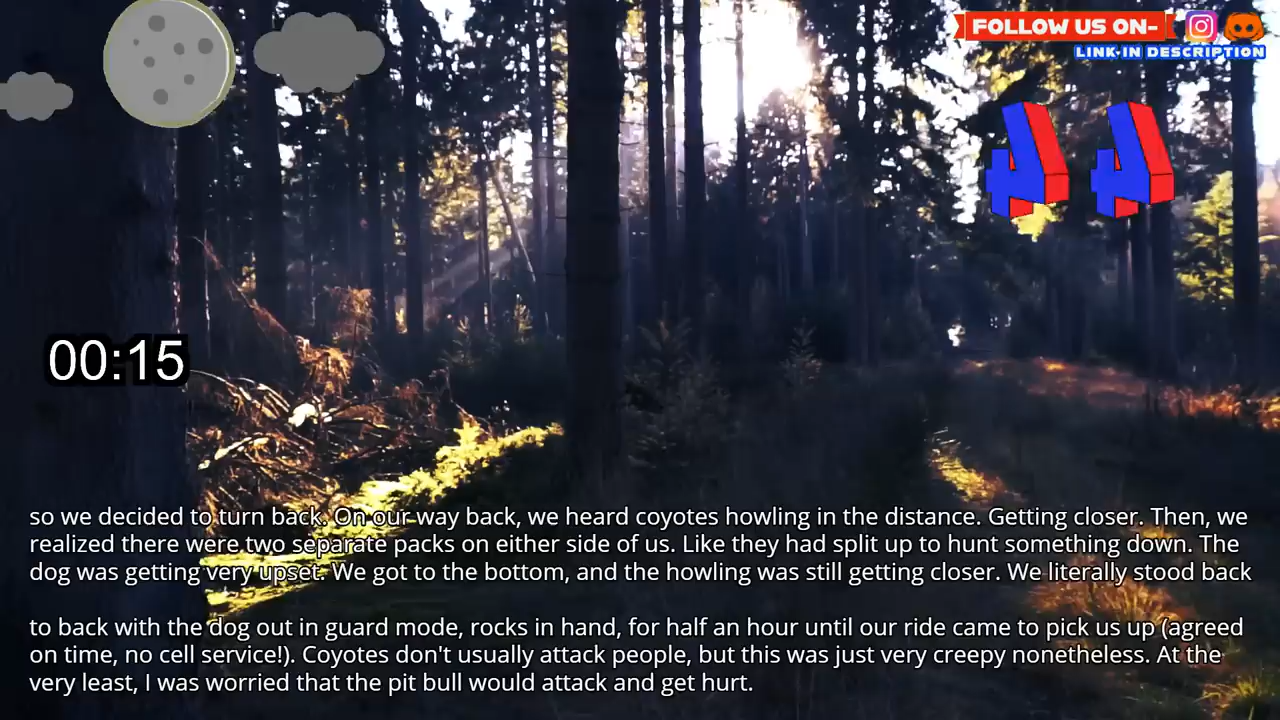 FOLLOW US ON-
LINK IN DESCRIPTION
00:15
so we decided to turn back. On our way back, we heard coyotes howling in the distance. Getting closer. Then, we
realized there were two separate packs on either side of us. Like they had split up to hunt something down. The
dog was getting very upset. We got to the bottom, and the howling was still getting closer. We literally stood back
to back with the dog out in guard mode, rocks in hand, for half an hour until our ride came to pick us up (agreed
on time, no cell service!). Coyotes don't usually attack people, but this was just very creepy nonetheless. At the
very least, I was worried that the pit bull would attack and get hurt.